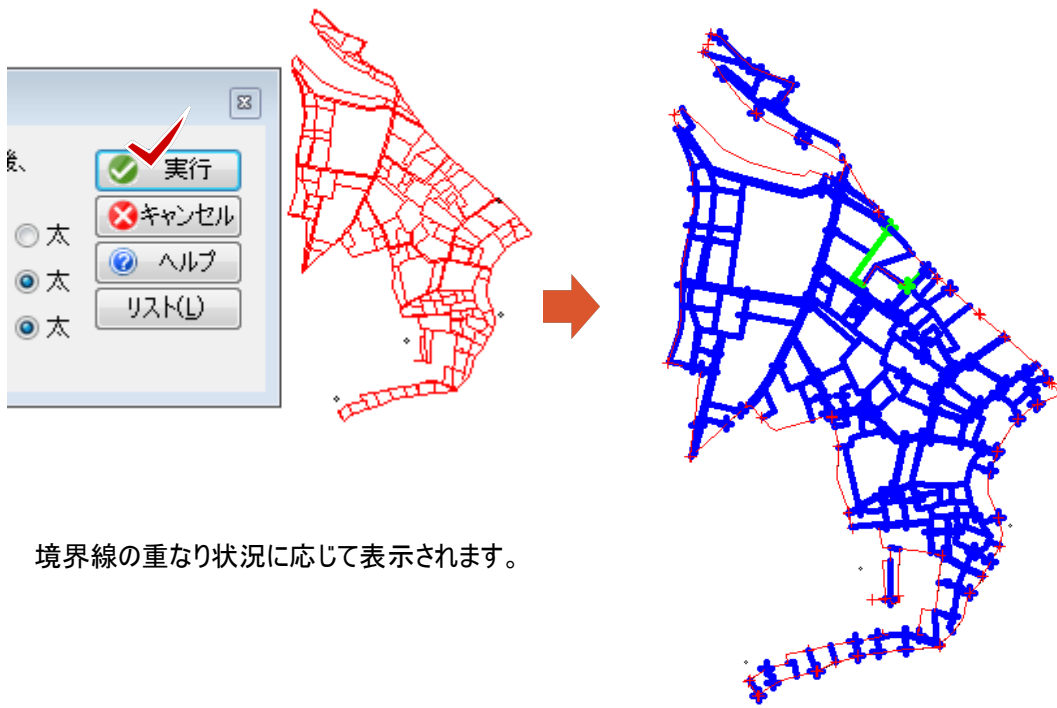 後、
実行
キャンセル
ヘルプ
リスト(L)
太
太
太
境界線の重なり状況に応じて表示されます。